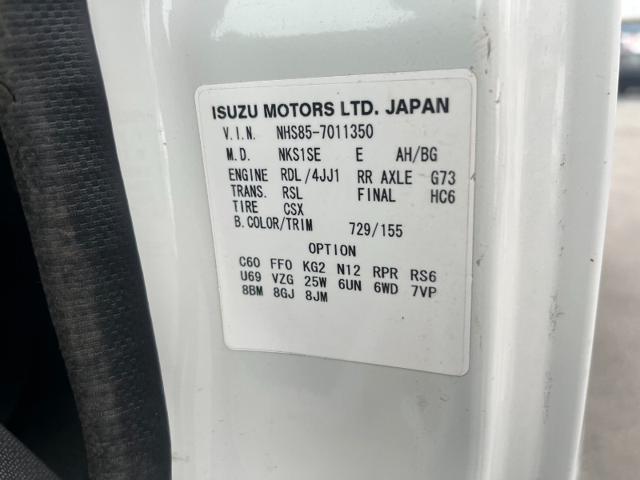 ISUZU MOTORS LTD. JAPAN
V.I.N. NHS85-7011350
M.D. NKS1SE E AH/BG
ENGINE RDL/4JJ1 RR AXLE G73
TRANS. RSL FINAL HC6
TIRE CSX
B.COLOR/TRIM 729/155
OPTION
C60 FF0 KG2 N12 RPR RS6
U69 VZG 25W 6UN 6WD 7VP
8BM 8GJ 8JM